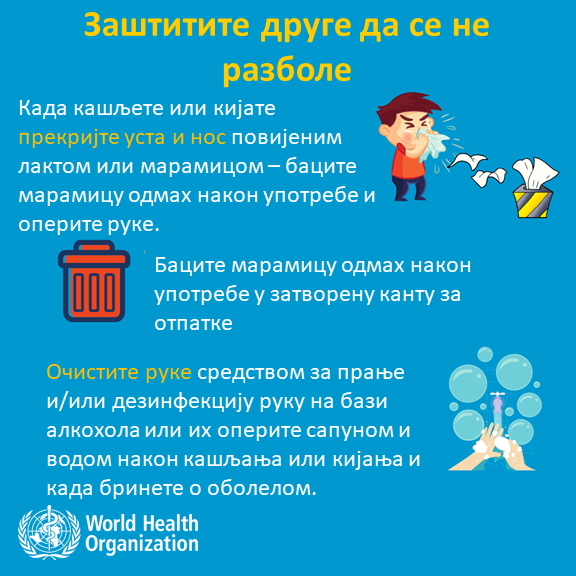 Заштитите друге да се не
разболе
Када кашљете или кијате
прекријте уста и нос повијеним
лактом или марамицом – баците
марамицу одмах након употребе и
оперите руке.
Баците марамицу одмах након
употребе у затворену канту за
отпатке
Очистите руке средством за прање
и/или дезинфекцију руку на бази
алкохола или их оперите сапуном и
водом након кашљања или кијања и
када бринете о оболелом.
World Health
Organization